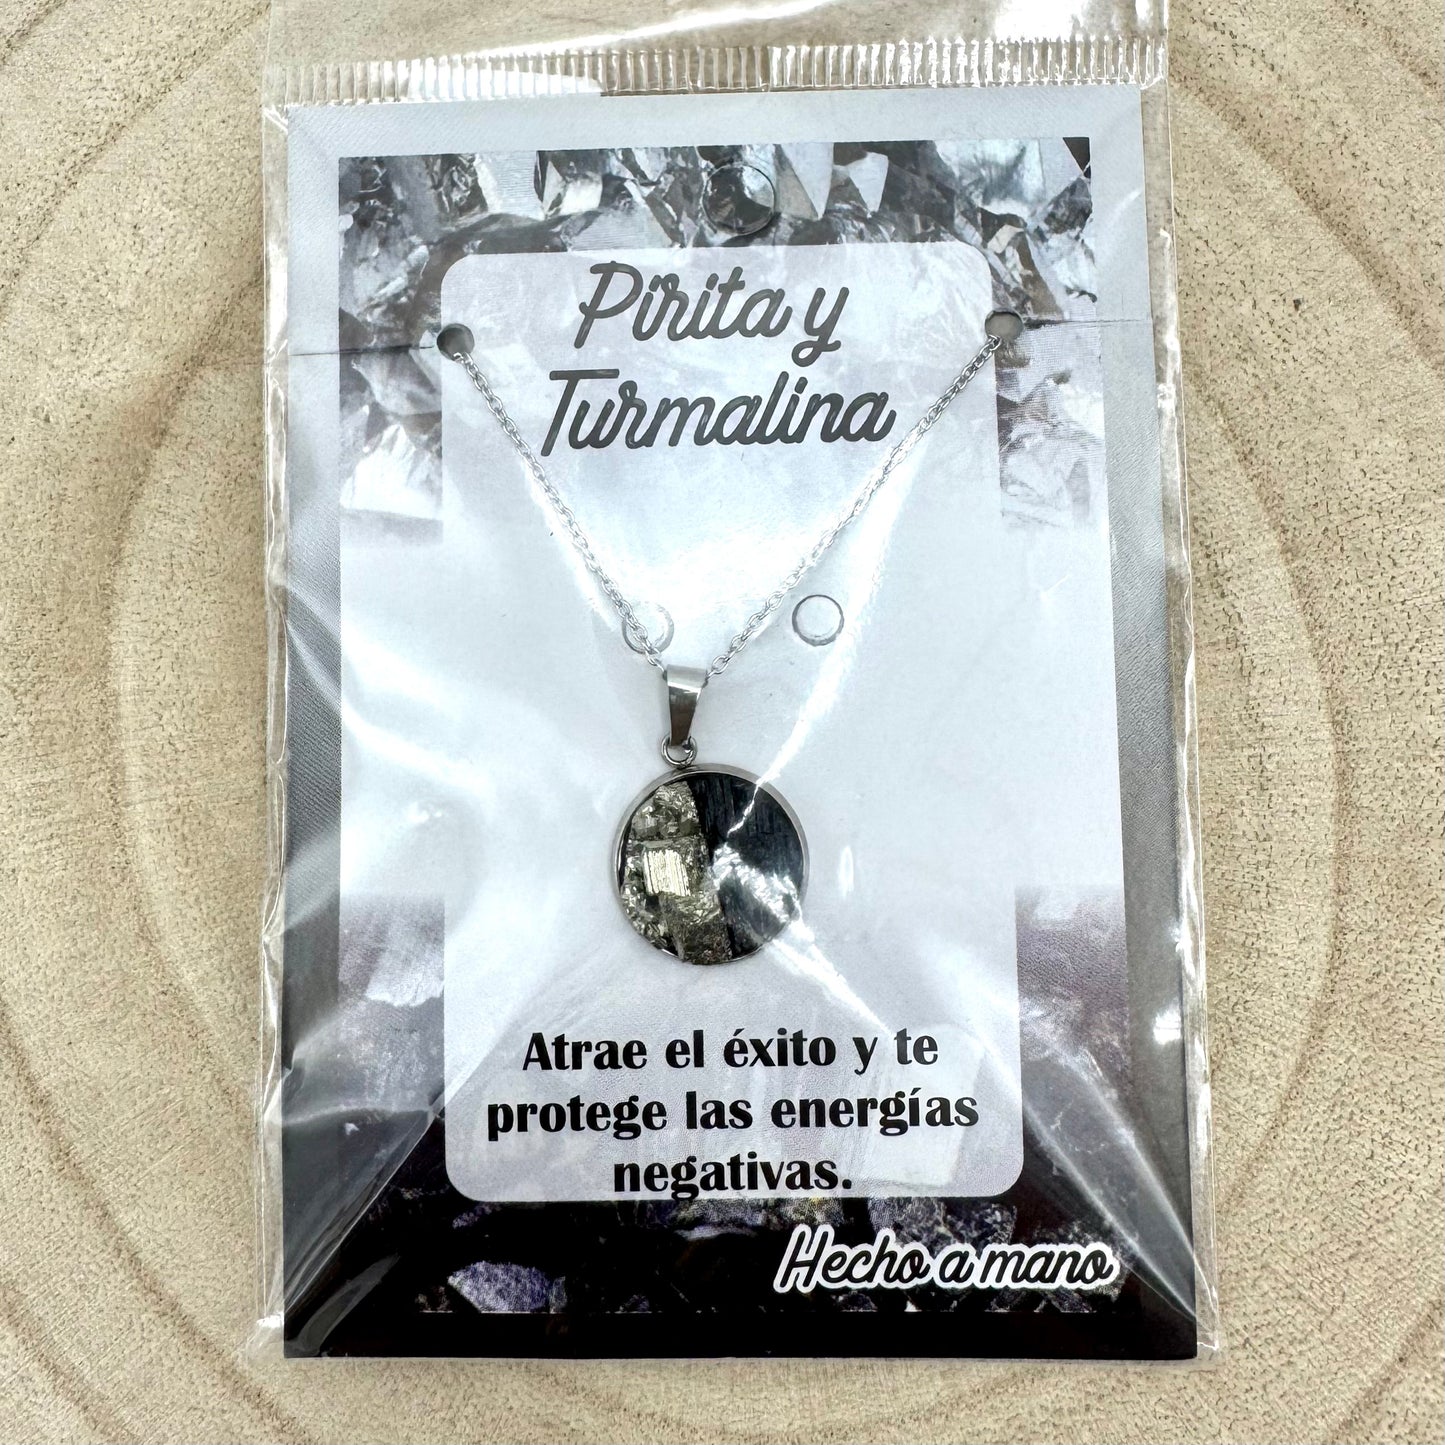 Pirita y
Turmalina
Atrae el éxito y te
protege las energías
negativas.
Hecho a mano